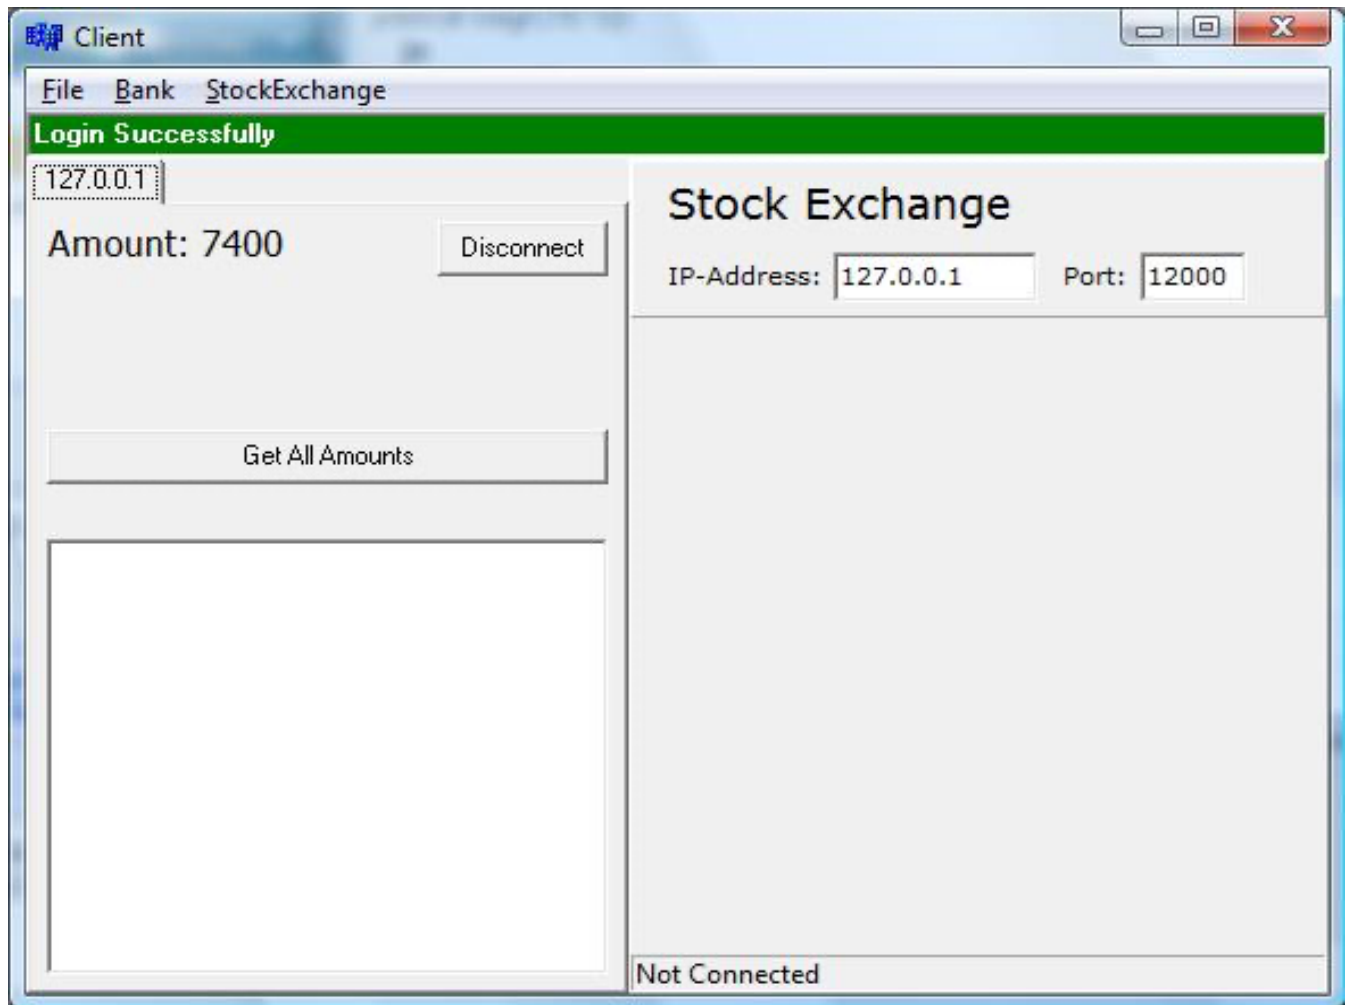 Client
File Bank StockExchange
Login Successfully
127.0.0.1
Amount: 7400
Disconnect
Get All Amounts
Stock Exchange
IP-Address: 127.0.0.1 Port: 12000
Not Connected